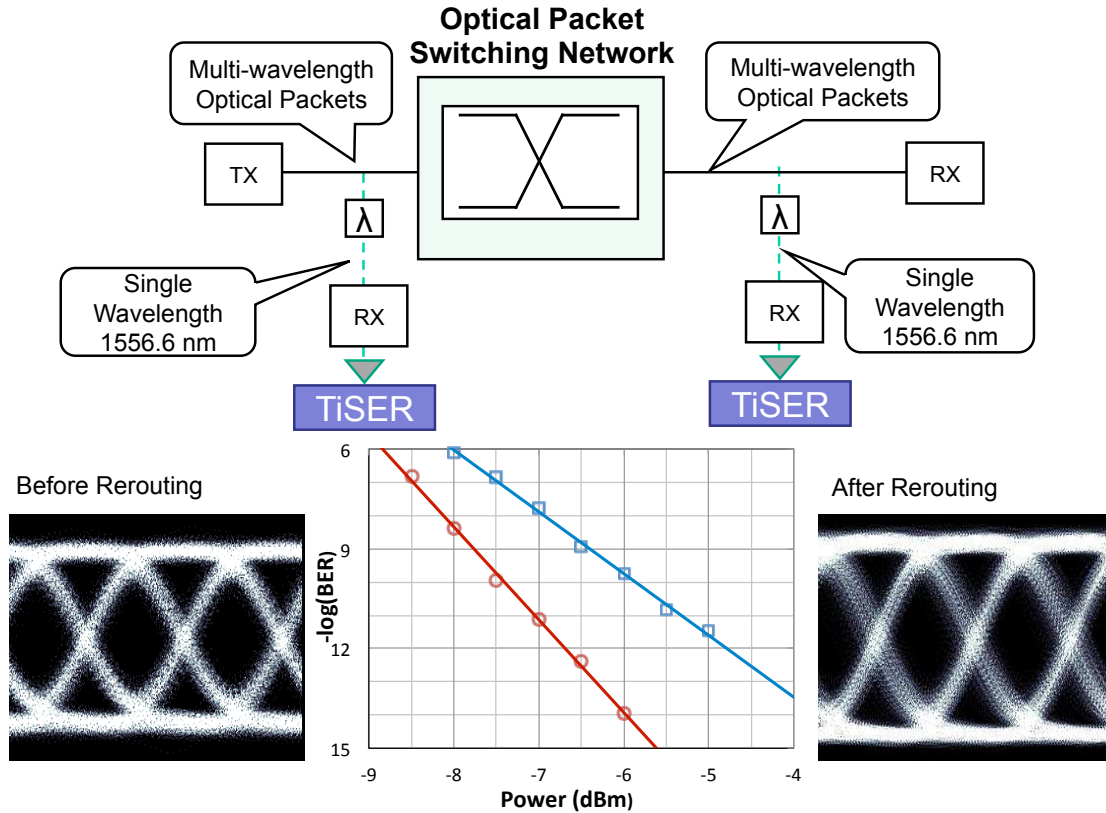 Optical Packet
Switching Network
Multi-wavelength
Optical Packets
Multi-wavelength
Optical Packets
TX
RX
λ
λ
Single
Wavelength
1556.6 nm
RX
RX
Single
Wavelength
1556.6 nm
TiSER
TiSER
Before Rerouting
After Rerouting
6
9
12
15
-log(BER)
-9
-8
-7
-6
-5
-4
Power (dBm)